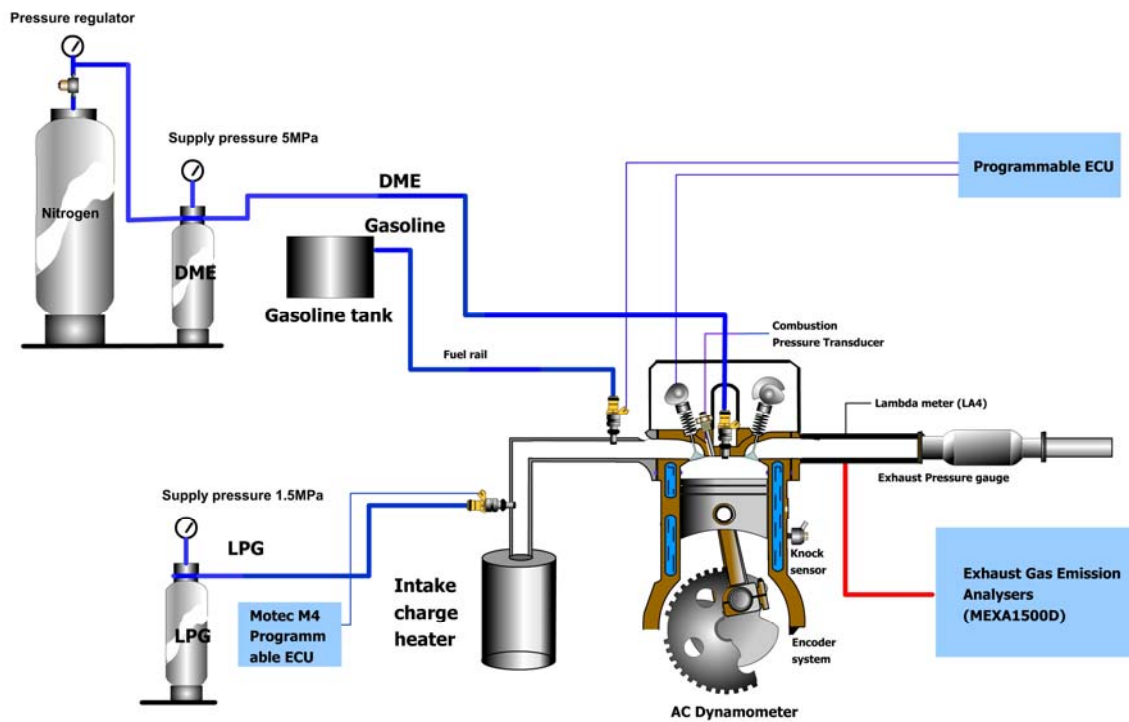 Pressure regulator
Supply pressure 5MPa
Nitrogen
DME
DME
Gasoline
Gasoline tank
Fuel rail
Programmable ECU
Combustion
Pressure Transducer
Lambda meter (LA4)
Exhaust Pressure gauge
Supply pressure 1.5MPa
LPG
LPG
Motec M4
Programm
able ECU
Intake
charge
heater
Knock
sensor
Encoder
system
AC Dynamometer
Exhaust Gas Emission
Analysers
(MEXA1500D)